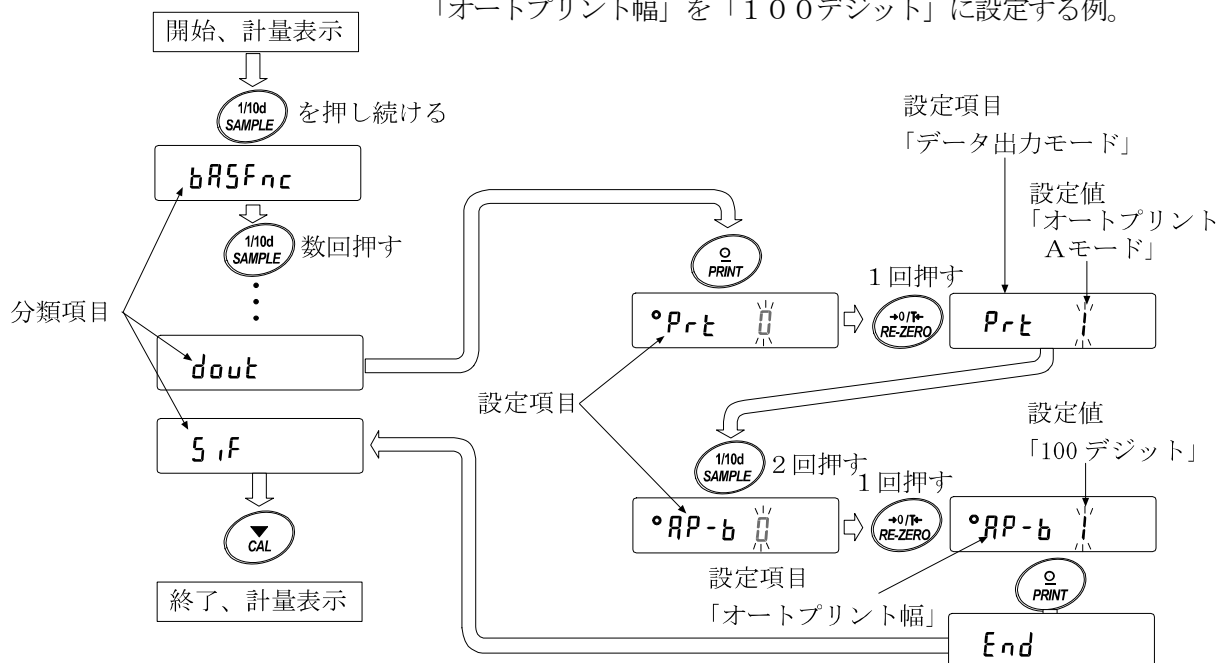 「オートプリント幅」を「１００デジット」に設定する例。
開始、計量表示
1/10d
SAMPLE
を押し続ける
bASFnc
1/10d
SAMPLE
数回押す
分類項目
dout
SiF
CAL
終了、計量表示
設定項目
「データ出力モード」
設定値
「オートプリント
Ａモード」
PRINT
１回押す
Prt 0
→0/T←
RE-ZERO
Prt 1
設定項目
1/10d
SAMPLE
２回押す
１回押す
設定値
「100 デジット」
AP-b 0
→0/T←
RE-ZERO
AP-b 1
設定項目
「オートプリント幅」
PRINT
End